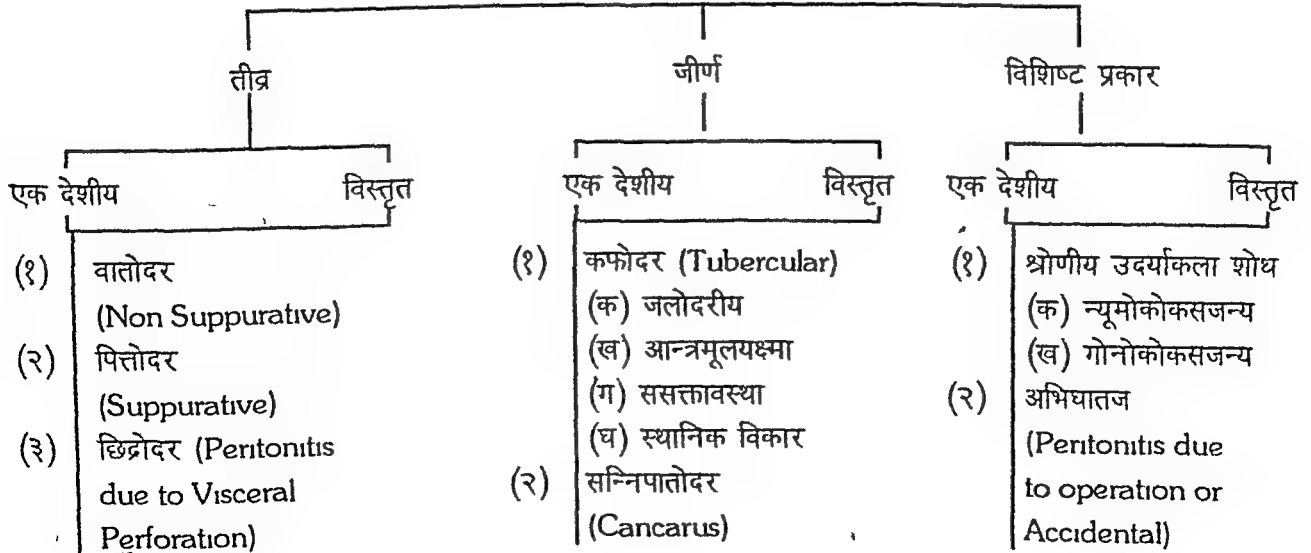 तीव्र
जीर्ण
विशिष्ट प्रकार
एक देशीय
विस्तृत
एक देशीय
विस्तृत
एक देशीय
विस्तृत
(१) वातोदर
(Non Suppurative)
(२) पित्तोदर
(Suppurative)
(३) छिद्रोदर (Peritonitis
due to Visceral
Perforation)
(१) कफोदर (Tubercular)
(क) जलोदरीय
(ख) आन्त्रमूलयक्ष्मा
(ग) ससक्तावस्था
(घ) स्थानिक विकार
(२) सन्निपातोदर
(Cancarus)
(१) श्रोणीय उदर्याकला शोथ
(क) न्यूमोकोकसजन्य
(ख) गोनोकोकसजन्य
(२) अभिघातज
(Peritonitis due
to operation or
Accidental)